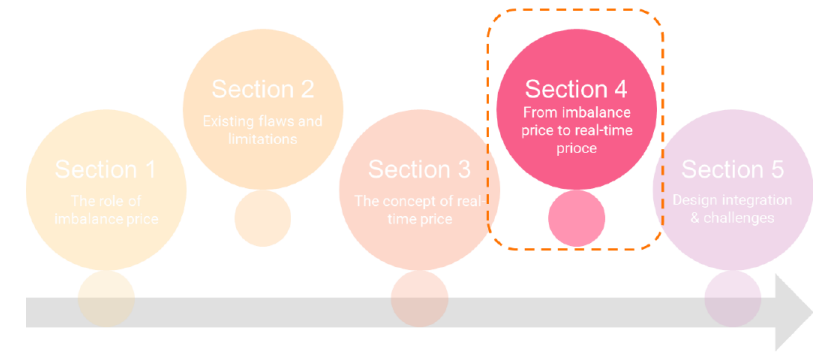 Section 1
The role of
imbalance price
Section 2
Existing flaws and
limitations
Section 3
The concept of real
time price
Section 4
From imbalance
price to real-time
prioce
Section 5
Design integration
& challenges